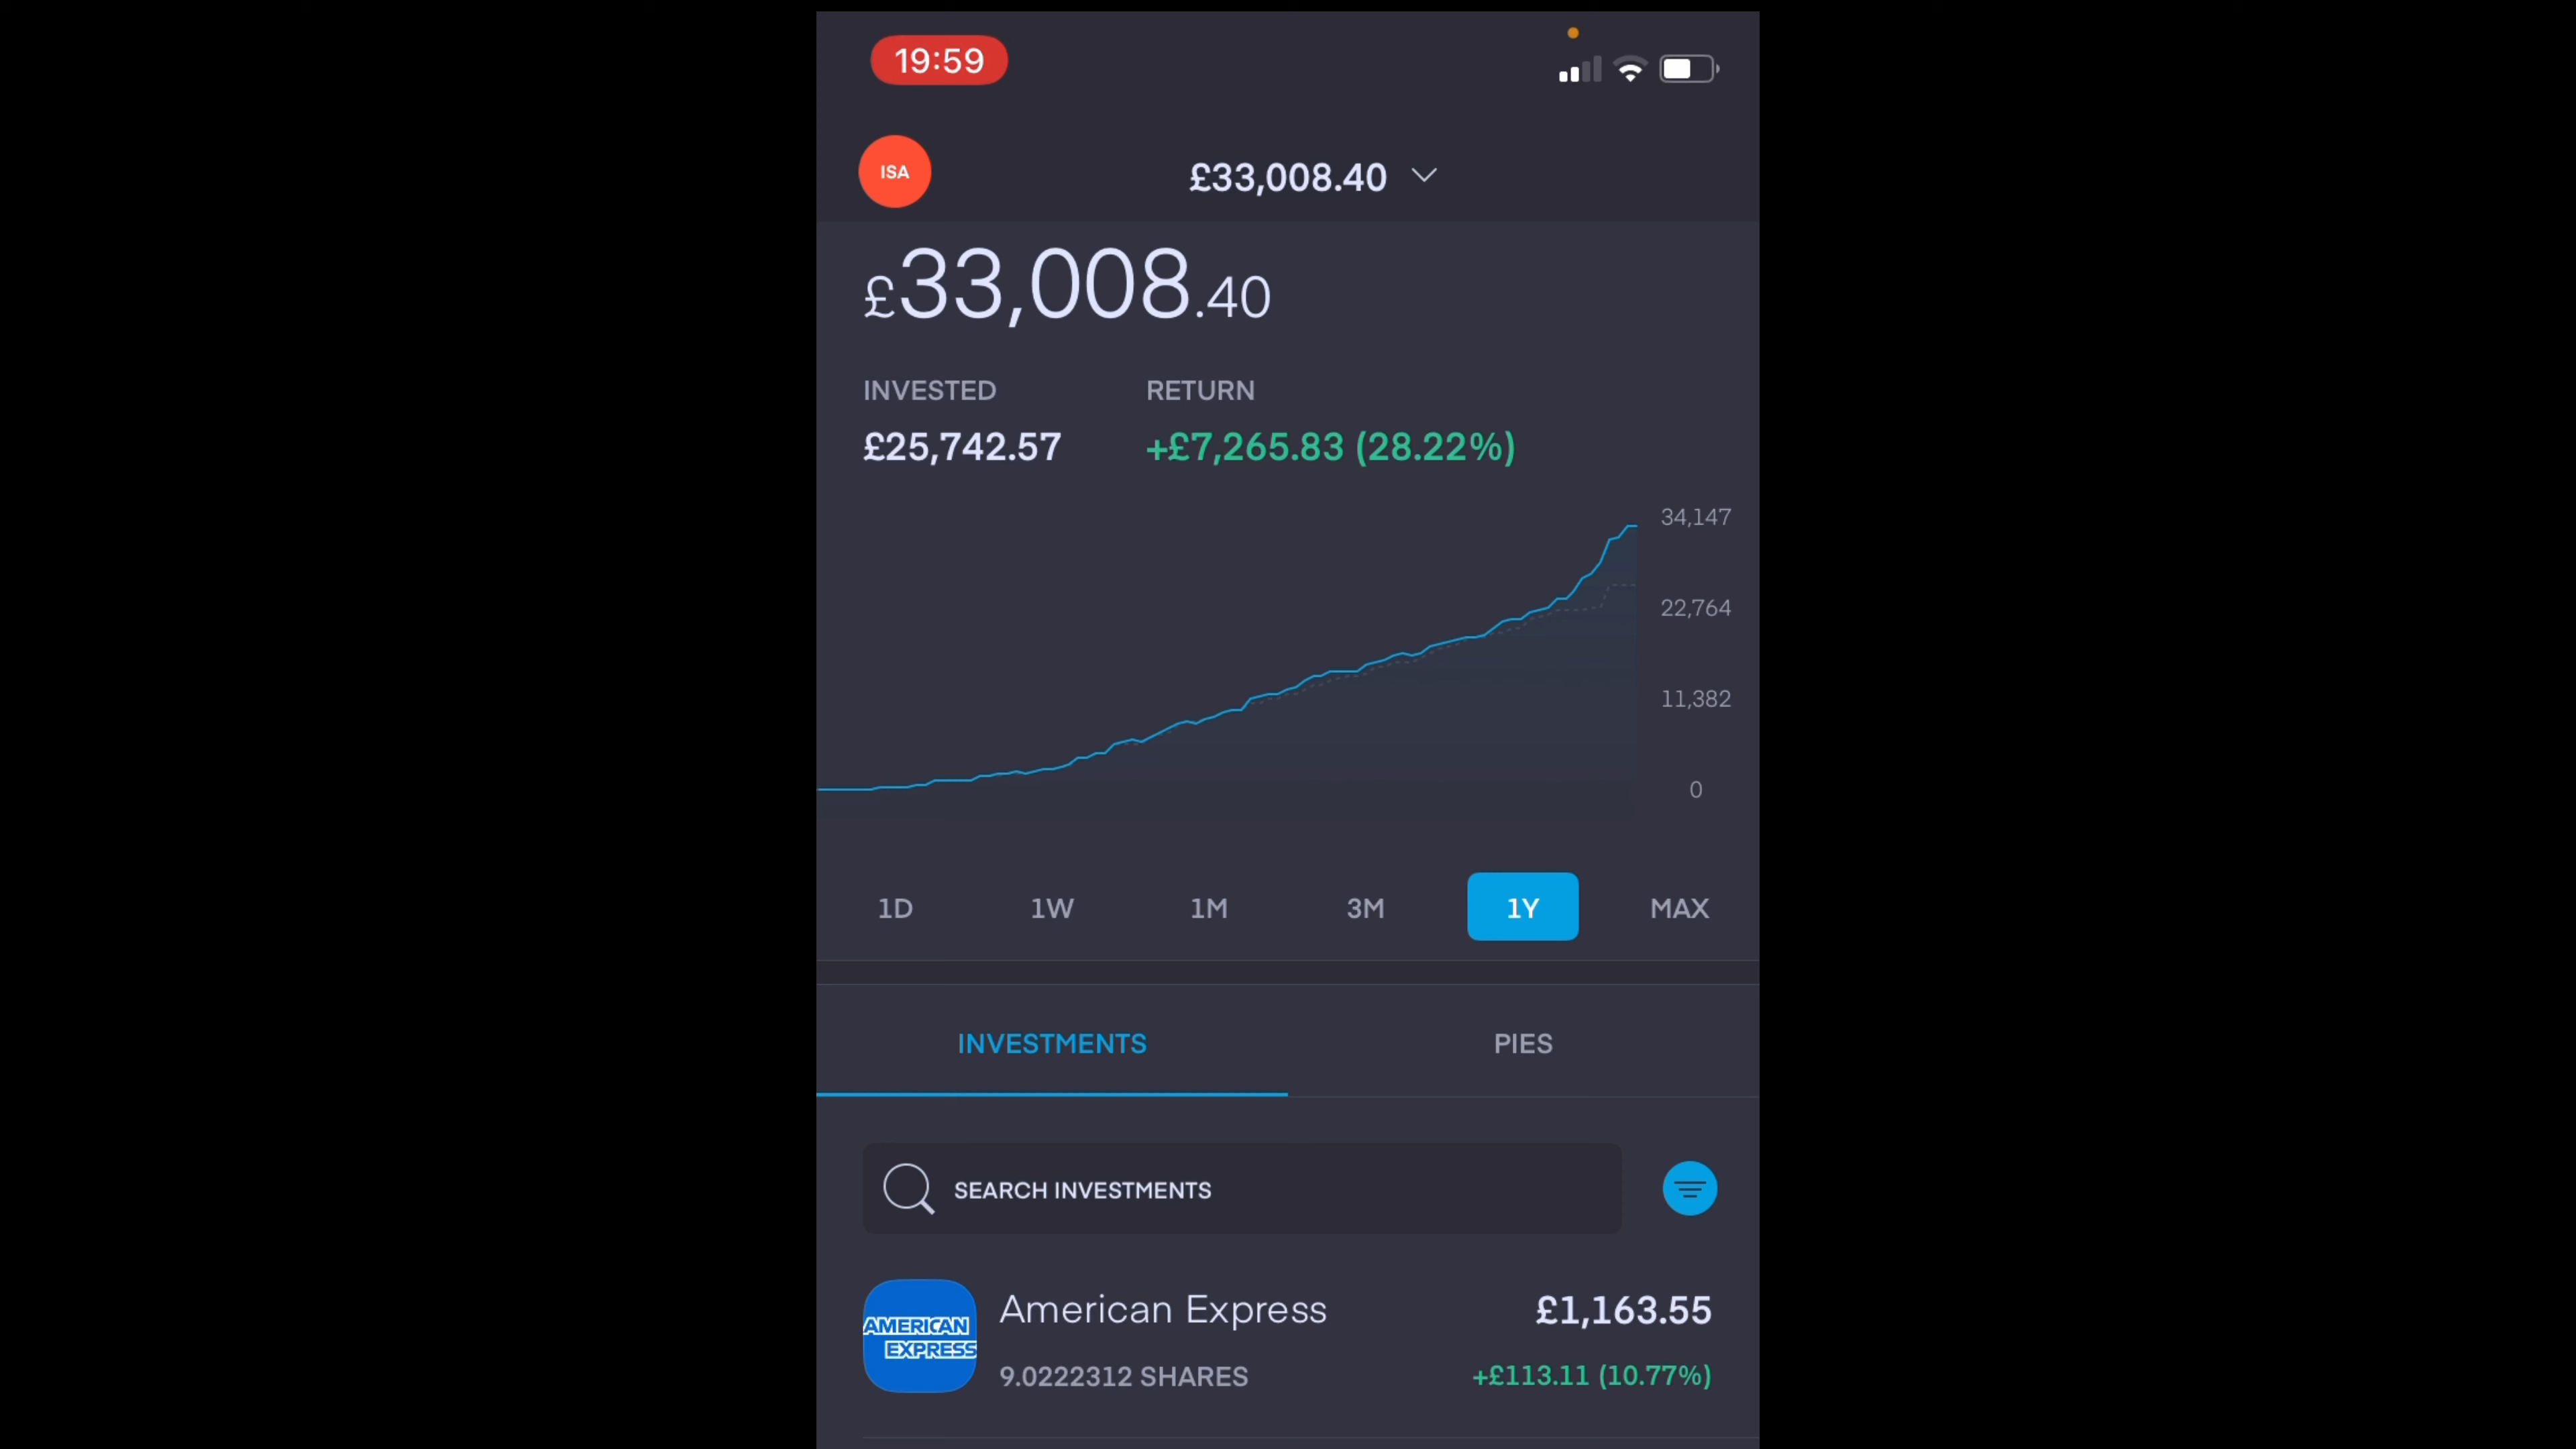 19:59
ISA
£33,008.40
£33,008.40
INVESTED RETURN
£25,742.57 +£7,265.83 (28.22%)
34,147
22,764
11,382
0
1D 1W 1M 3M 1Y MAX
INVESTMENTS PIES
SEARCH INVESTMENTS
AMERICAN
EXPRESS
American Express £1,163.55
9.0222312 SHARES +£113.11 (10.77%)